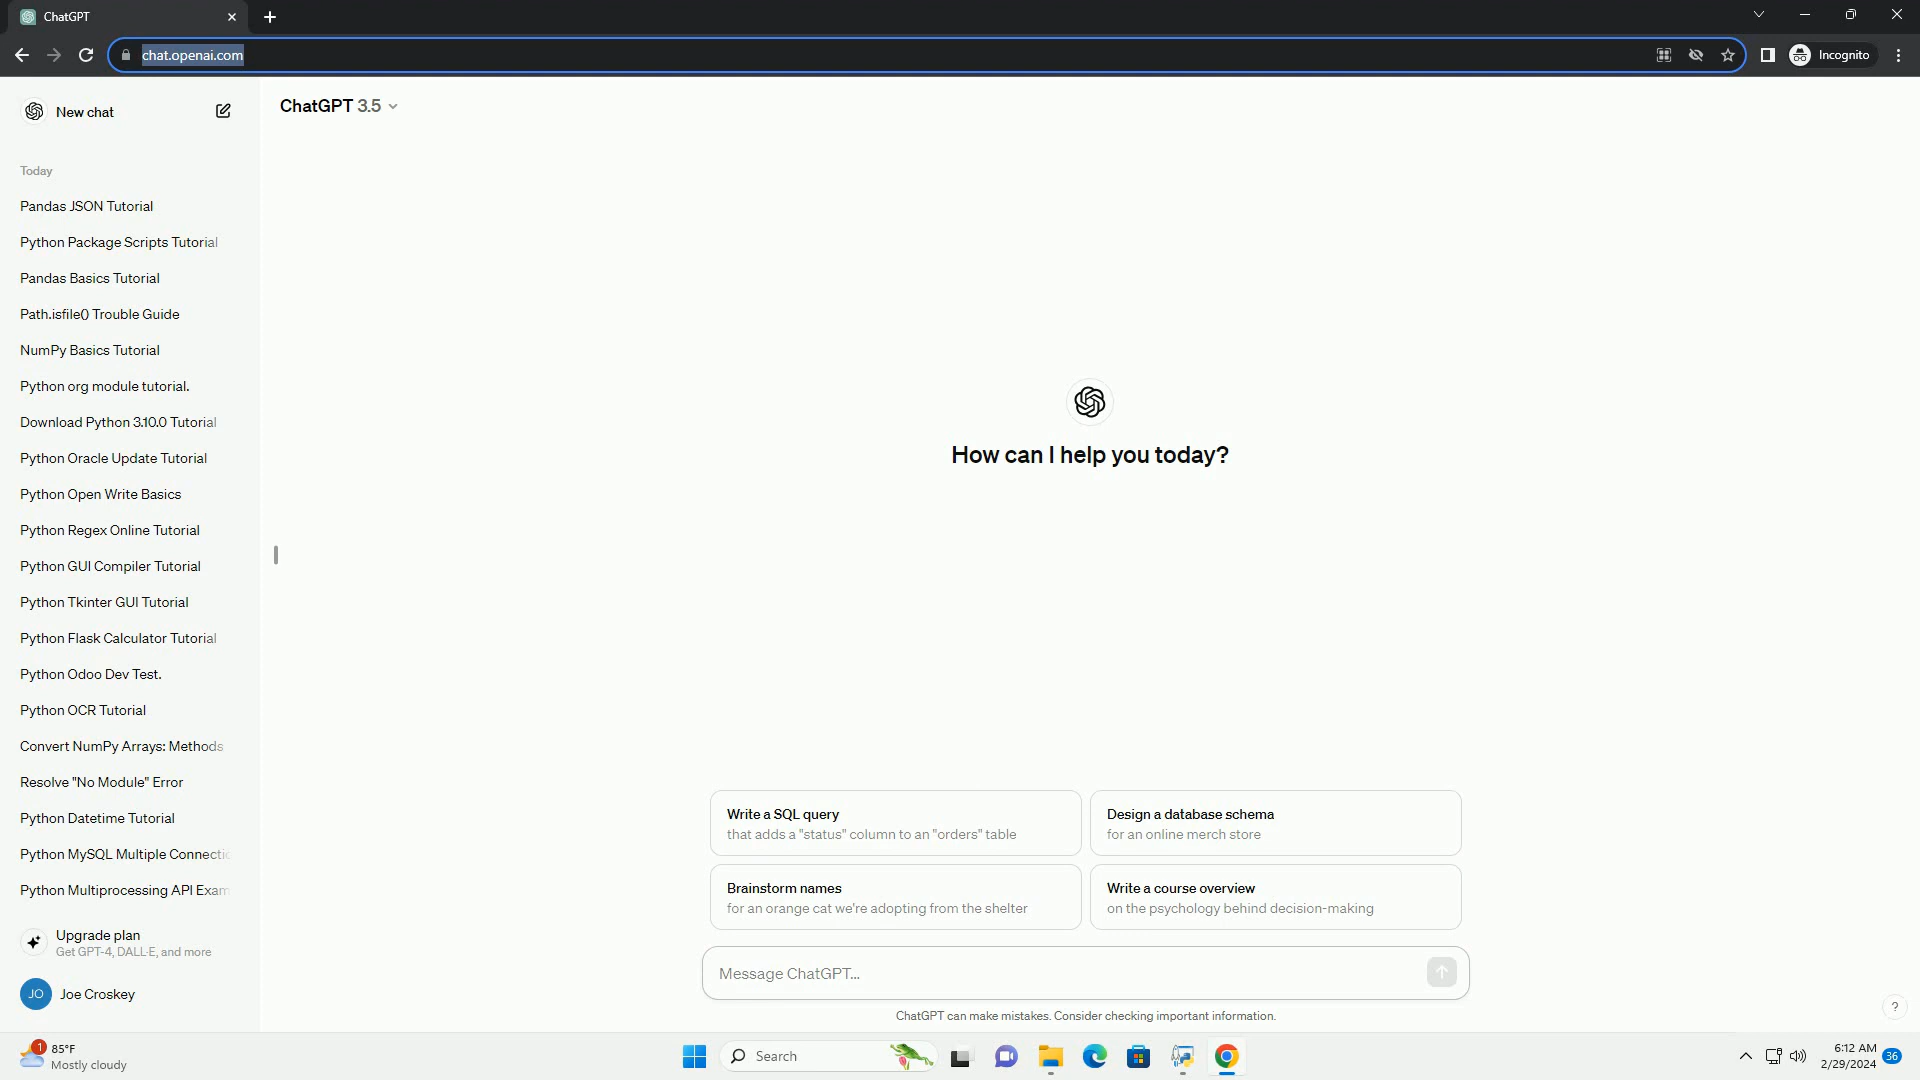 ChatGPT
chat.openai.com
Incognito
New chat
ChatGPT 3.5
Today
Pandas JSON Tutorial
Python Package Scripts Tutorial
Pandas Basics Tutorial
Path.isfile() Trouble Guide
NumPy Basics Tutorial
Python org module tutorial.
Download Python 3.10.0 Tutorial
Python Oracle Update Tutorial
Python Open Write Basics
Python Regex Online Tutorial
Python GUI Compiler Tutorial
Python Tkinter GUI Tutorial
Python Flask Calculator Tutorial
Python Odoo Dev Test.
Python OCR Tutorial
Convert NumPy Arrays: Methods
Resolve "No Module" Error
Python Datetime Tutorial
Python MySQL Multiple Connectic
Python Multiprocessing API Exam
Upgrade plan
Get GPT-4, DALL·E, and more
JO
Joe Croskey
How can I help you today?
Write a SQL query
that adds a "status" column to an "orders" table
Design a database schema
for an online merch store
Brainstorm names
for an orange cat we're adopting from the shelter
Write a course overview
on the psychology behind decision-making
Message ChatGPT...
ChatGPT can make mistakes. Consider checking important information.
?
1
85°F
Mostly cloudy
Search
6:12 AM
2/29/2024
36